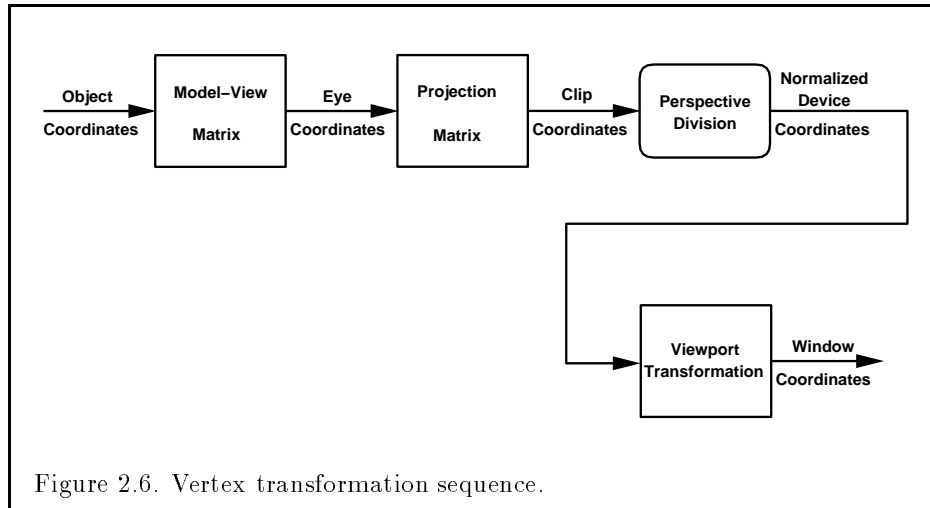 Object
Coordinates
Model–View
Matrix
Eye
Coordinates
Projection
Matrix
Clip
Coordinates
Perspective
Division
Normalized
Device
Coordinates
Viewport
Transformation
Window
Coordinates
Figure 2.6. Vertex transformation sequence.